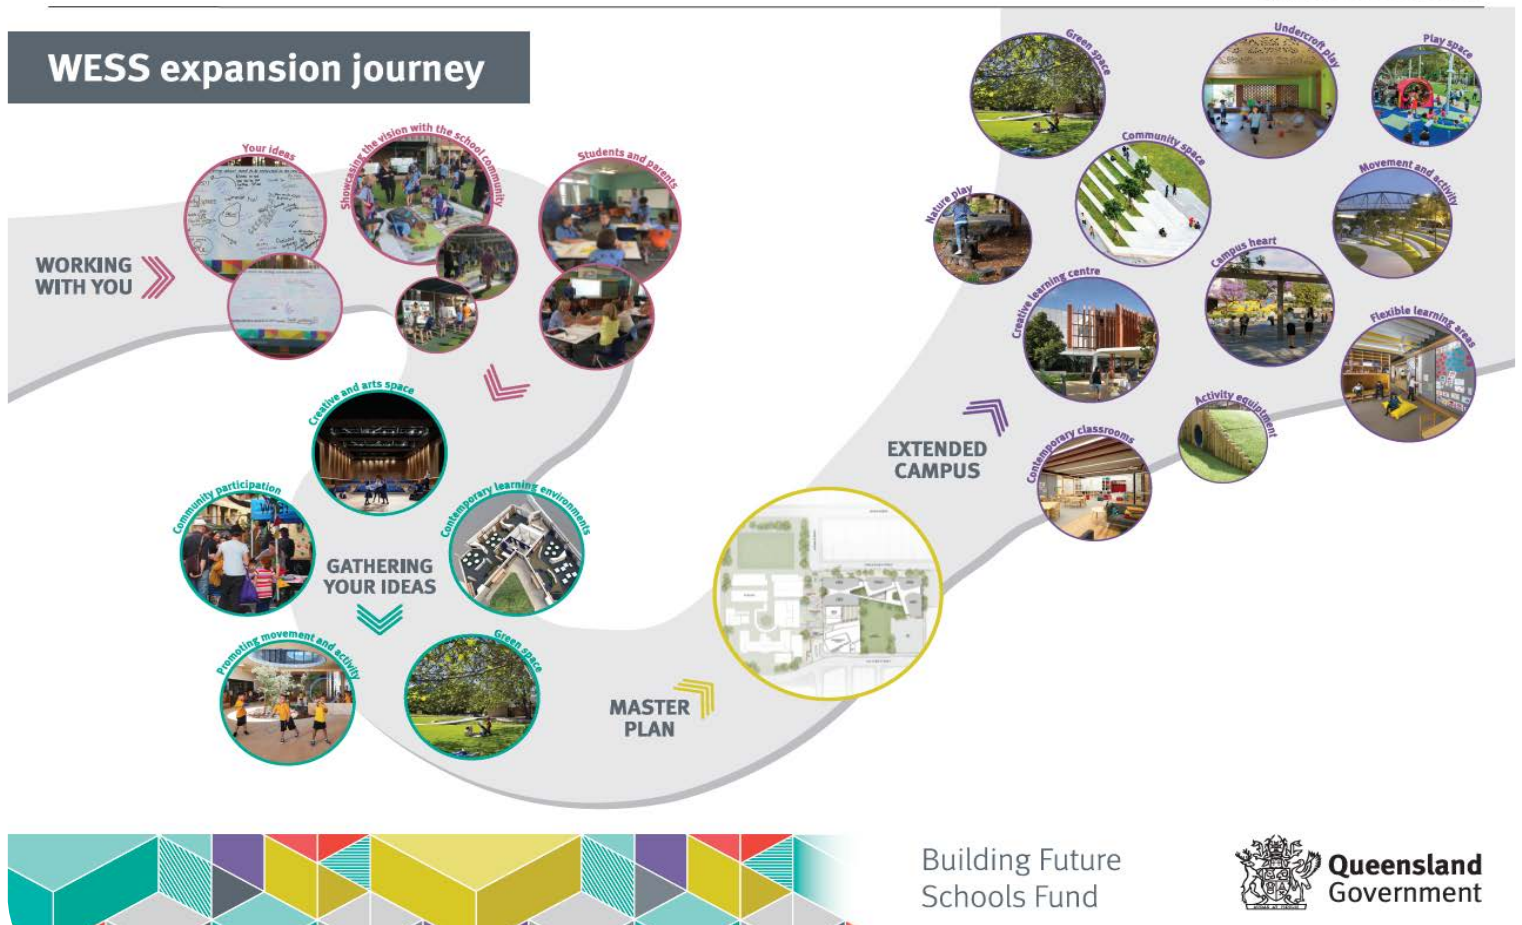 WESS expansion journey
Your ideas
Showcasing the vision with the school community
Students and parents
WORKING
WITH YOU
Creative and arts space
Community participation
Contemporary learning environments
GATHERING
YOUR IDEAS
Promoting movement and activity
Green space
MASTER
PLAN
EXTENDED
CAMPUS
Green space
Undercroft play
Play space
Community space
Movement and activity
Nature play
Campus heart
Creative learning centre
Flexible learning areas
Activity equiptment
Contemporary classrooms
Building Future
Schools Fund
Queensland
Government